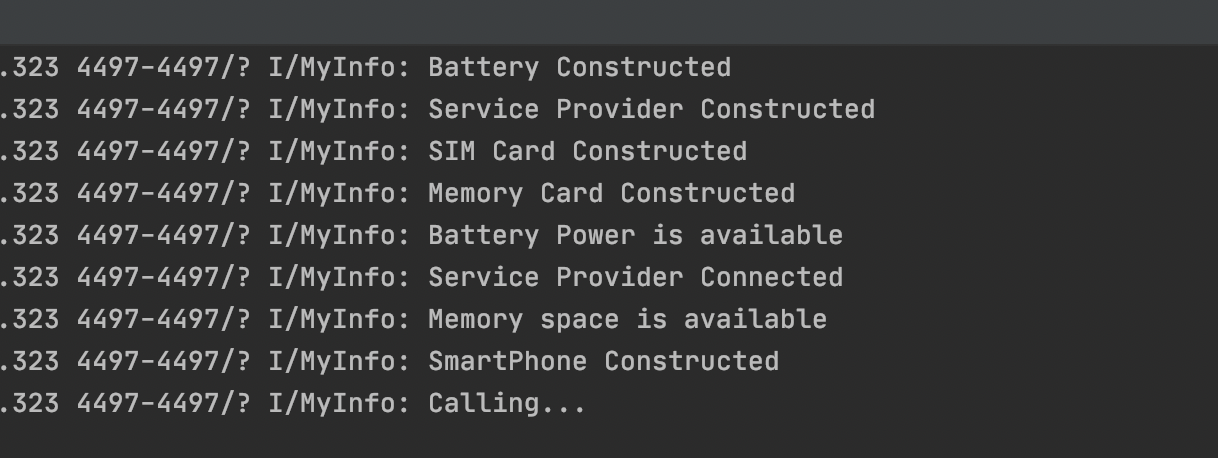 .323 4497-4497/? I/MyInfo: Battery Constructed
.323 4497-4497/? I/MyInfo: Service Provider Constructed
.323 4497-4497/? I/MyInfo: SIM Card Constructed
.323 4497-4497/? I/MyInfo: Memory Card Constructed
.323 4497-4497/? I/MyInfo: Battery Power is available
.323 4497-4497/? I/MyInfo: Service Provider Connected
.323 4497-4497/? I/MyInfo: Memory space is available
.323 4497-4497/? I/MyInfo: SmartPhone Constructed
.323 4497-4497/? I/MyInfo: Calling...